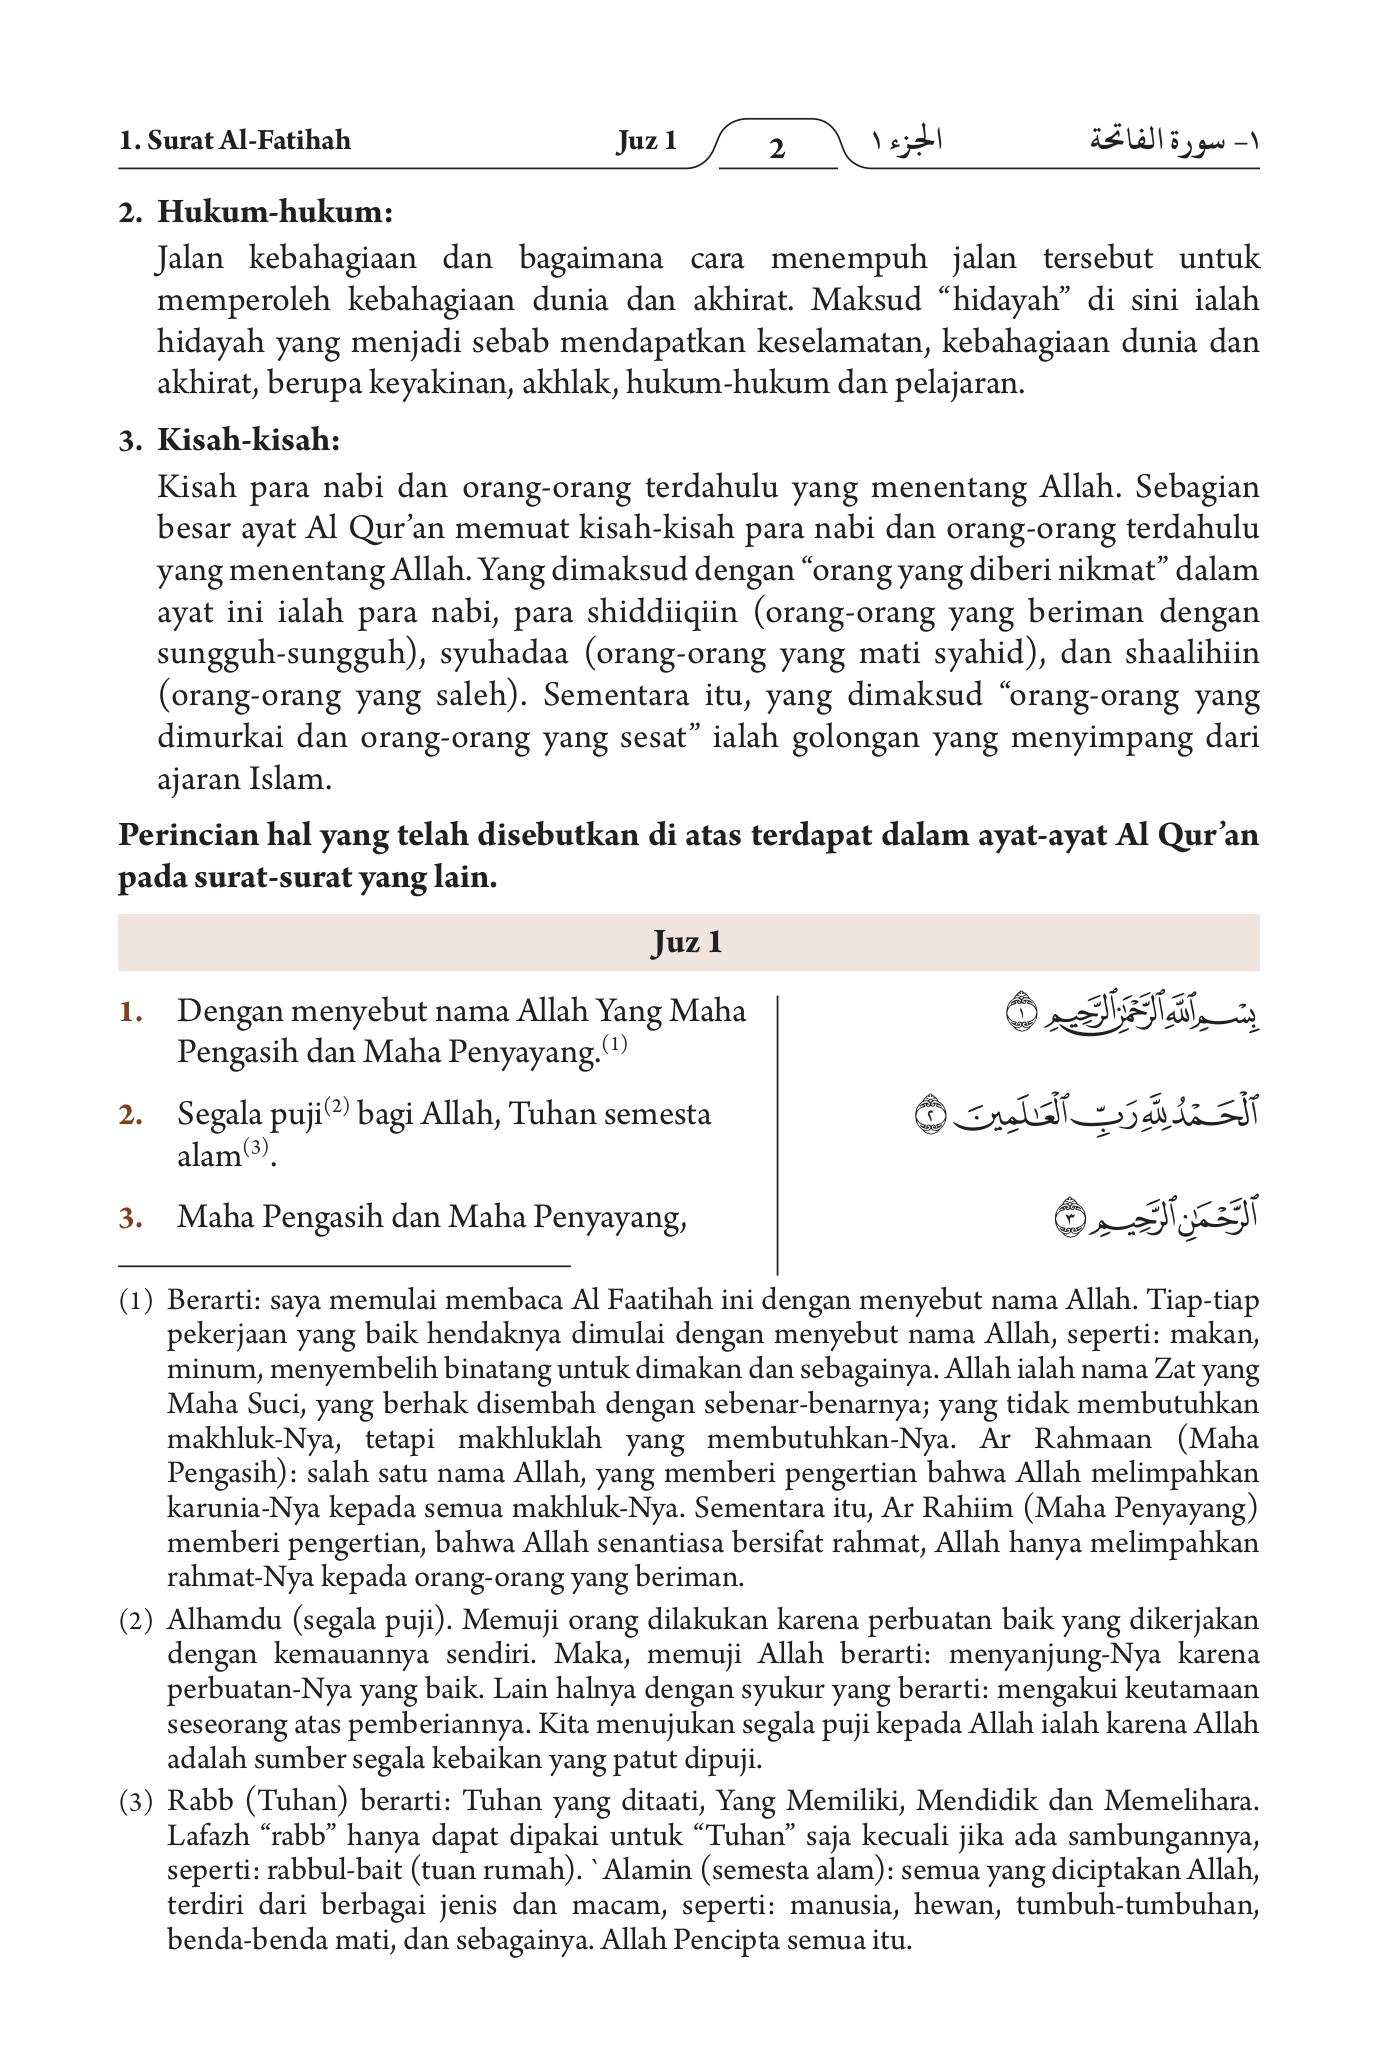 1. Surat Al-Fatihah Juz 1 2 الجزء ١ ١- سورة الفاتحة
2. Hukum-hukum:
Jalan kebahagiaan dan bagaimana cara menempuh jalan tersebut untuk
memperoleh kebahagiaan dunia dan akhirat. Maksud “hidayah” di sini ialah
hidayah yang menjadi sebab mendapatkan keselamatan, kebahagiaan dunia dan
akhirat, berupa keyakinan, akhlak, hukum-hukum dan pelajaran.
3. Kisah-kisah:
Kisah para nabi dan orang-orang terdahulu yang menentang Allah. Sebagian
besar ayat Al Qur’an memuat kisah-kisah para nabi dan orang-orang terdahulu
yang menentang Allah. Yang dimaksud dengan “orang yang diberi nikmat” dalam
ayat ini ialah para nabi, para shiddiiqiin (orang-orang yang beriman dengan
sungguh-sungguh), syuhadaa (orang-orang yang mati syahid), dan shaalihiin
(orang-orang yang saleh). Sementara itu, yang dimaksud “orang-orang yang
dimurkai dan orang-orang yang sesat” ialah golongan yang menyimpang dari
ajaran Islam.
Perincian hal yang telah disebutkan di atas terdapat dalam ayat-ayat Al Qur’an
pada surat-surat yang lain.
Juz 1
1. Dengan menyebut nama Allah Yang Maha
Pengasih dan Maha Penyayang.(1)
بِسْمِ ٱللَّهِ ٱلرَّحْمَٰنِ ٱلرَّحِيمِ ١
2. Segala puji(2) bagi Allah, Tuhan semesta
alam(3).
ٱلْحَمْدُ لِلَّهِ رَبِّ ٱلْعَٰلَمِينَ ٢
3. Maha Pengasih dan Maha Penyayang,
ٱلرَّحْمَٰنِ ٱلرَّحِيمِ ٣
(1) Berarti: saya memulai membaca Al Faatihah ini dengan menyebut nama Allah. Tiap-tiap
pekerjaan yang baik hendaknya dimulai dengan menyebut nama Allah, seperti: makan,
minum, menyembelih binatang untuk dimakan dan sebagainya. Allah ialah nama Zat yang
Maha Suci, yang berhak disembah dengan sebenar-benarnya; yang tidak membutuhkan
makhluk-Nya, tetapi makhluklah yang membutuhkan-Nya. Ar Rahmaan (Maha
Pengasih): salah satu nama Allah, yang memberi pengertian bahwa Allah melimpahkan
karunia-Nya kepada semua makhluk-Nya. Sementara itu, Ar Rahiim (Maha Penyayang)
memberi pengertian, bahwa Allah senantiasa bersifat rahmat, Allah hanya melimpahkan
rahmat-Nya kepada orang-orang yang beriman.
(2) Alhamdu (segala puji). Memuji orang dilakukan karena perbuatan baik yang dikerjakan
dengan kemauannya sendiri. Maka, memuji Allah berarti: menyanjung-Nya karena
perbuatan-Nya yang baik. Lain halnya dengan syukur yang berarti: mengakui keutamaan
seseorang atas pemberiannya. Kita menujukan segala puji kepada Allah ialah karena Allah
adalah sumber segala kebaikan yang patut dipuji.
(3) Rabb (Tuhan) berarti: Tuhan yang ditaati, Yang Memiliki, Mendidik dan Memelihara.
Lafazh “rabb” hanya dapat dipakai untuk “Tuhan” saja kecuali jika ada sambungannya,
seperti: rabbul-bait (tuan rumah). `Alamin (semesta alam): semua yang diciptakan Allah,
terdiri dari berbagai jenis dan macam, seperti: manusia, hewan, tumbuh-tumbuhan,
benda-benda mati, dan sebagainya. Allah Pencipta semua itu.